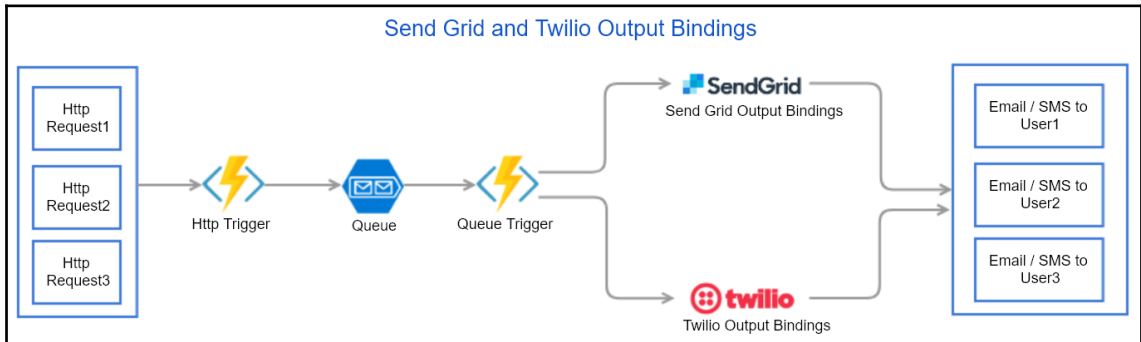 Send Grid and Twilio Output Bindings
Http
Request1
Http
Request2
Http
Request3
Http Trigger
Queue
Queue Trigger
SendGrid
Send Grid Output Bindings
twilio
Twilio Output Bindings
Email / SMS to
User1
Email / SMS to
User2
Email / SMS to
User3